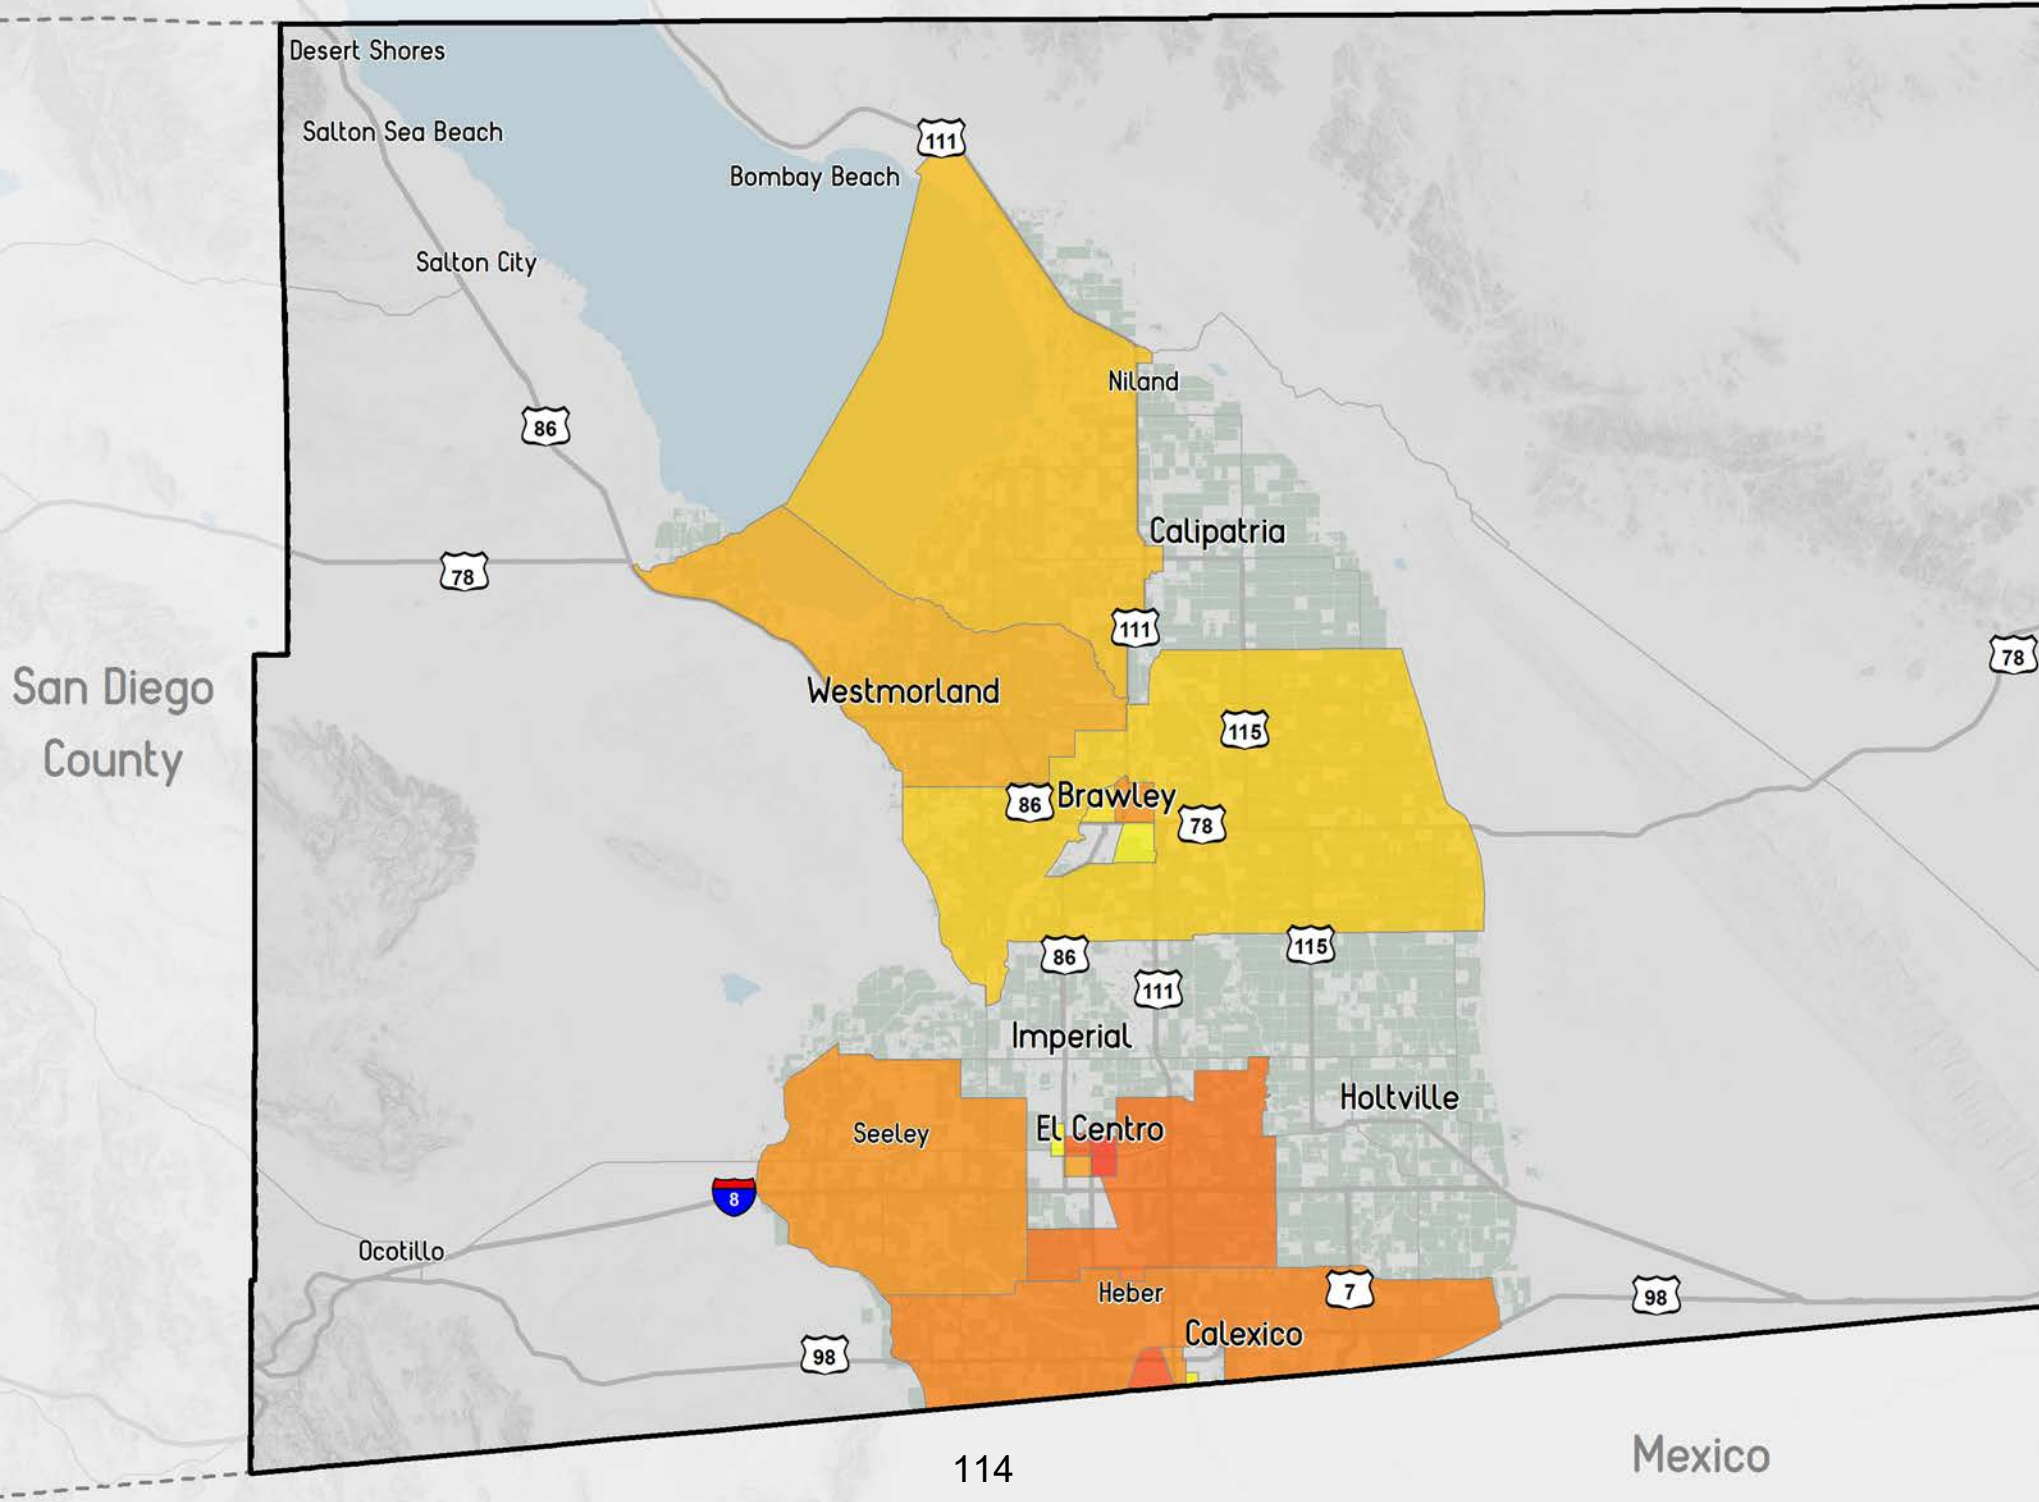 Desert Shores
Salton Sea Beach
111
Bombay Beach
Salton City
Niland
86
Calipatria
78
111
78
San Diego
County
Westmorland
115
86
Brawley
78
86
115
111
Imperial
Holtville
El Centro
Seeley
8
Ocotillo
Heber
7
98
Calexico
98
Mexico
114